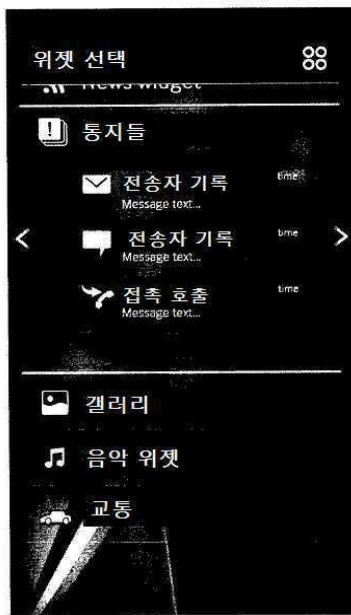 위젯 선택
News widget
통지들
전송자 기록 time
Message text...
전송자 기록 time
Message text...
접촉 호출 time
Message text...
갤러리
음악 위젯
교통